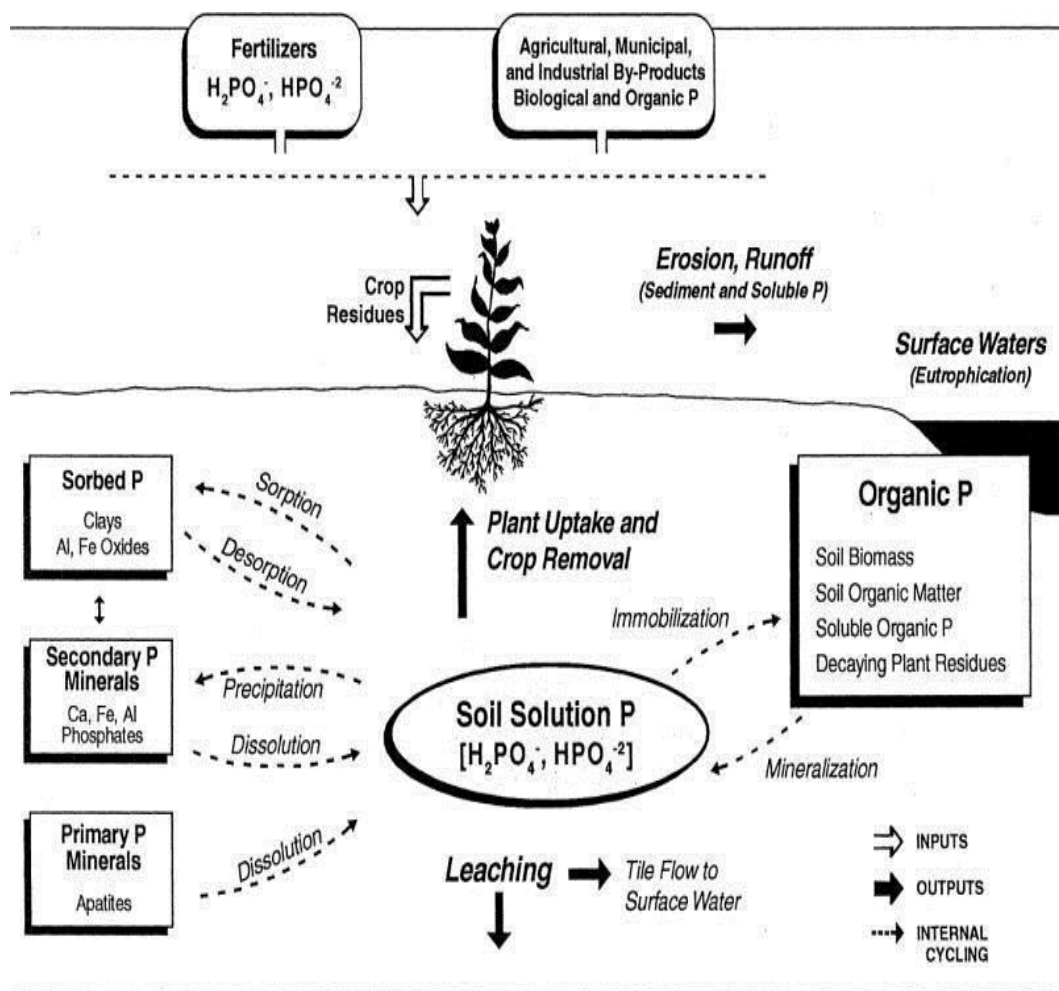 Fertilizers
H₂PO₄⁻, HPO₄⁻²
Agricultural, Municipal,
and Industrial By-Products
Biological and Organic P
Crop
Residues
Erosion, Runoff
(Sediment and Soluble P)
Surface Waters
(Eutrophication)
Sorbed P
Clays
Al, Fe Oxides
Sorption
Desorption
Plant Uptake and
Crop Removal
Organic P
Soil Biomass
Soil Organic Matter
Soluble Organic P
Decaying Plant Residues
Immobilization
Secondary P
Minerals
Ca, Fe, Al
Phosphates
Precipitation
Dissolution
Soil Solution P
[H₂PO₄⁻, HPO₄⁻²]
Mineralization
Primary P
Minerals
Apatites
Dissolution
Leaching
Tile Flow to
Surface Water
INPUTS
OUTPUTS
INTERNAL
CYCLING